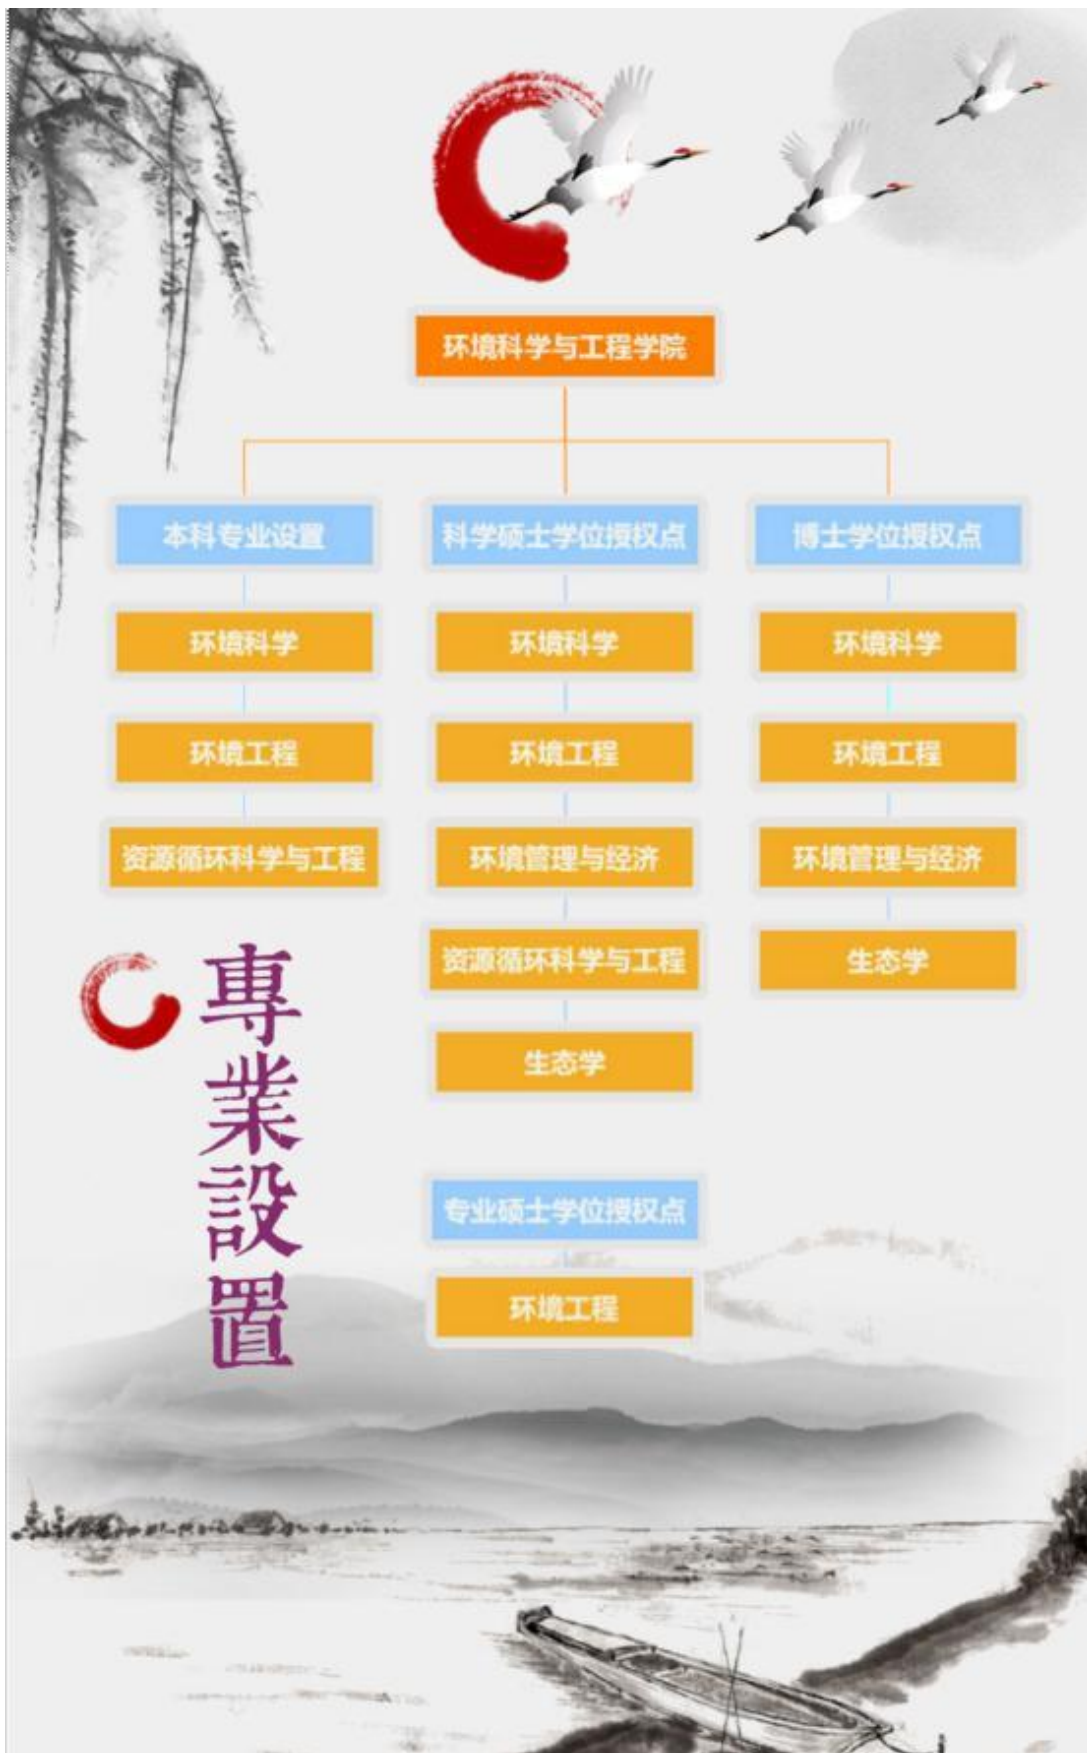 环境科学与工程学院
本科专业设置
环境科学
环境工程
资源循环科学与工程
科学硕士学位授权点
环境科学
环境工程
环境管理与经济
资源循环科学与工程
生态学
博士学位授权点
环境科学
环境工程
环境管理与经济
生态学
专业硕士学位授权点
环境工程
專業設置